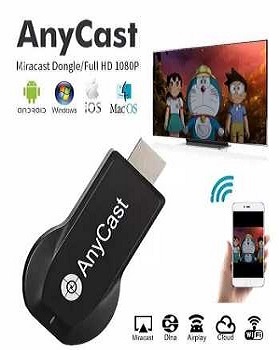 AnyCast
Miracast Dongle/Full HD 1080P
ANDROID Windows iOS MacOS
AnyCast
Miracast Dlna Airplay Cloud WiFi